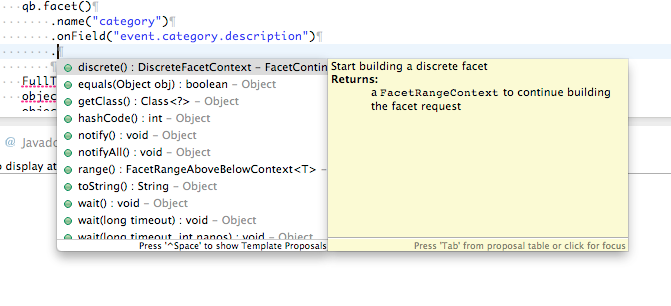 qb.facet()¶
.name("category")¶
.onField("event.category.description")¶
.
FullT
objec
@ Javado
o display at
discrete() : DiscreteFacetContext – FacetContin
equals(Object obj) : boolean – Object
getClass() : Class<?> – Object
hashCode() : int – Object
notify() : void – Object
notifyAll() : void – Object
range() : FacetRangeAboveBelowContext<T> –
toString() : String – Object
wait() : void – Object
wait(long timeout) : void – Object
wait(long timeout, int nanos) : void – Object
Press '^Space' to show Template Proposals
Start building a discrete facet
Returns:
a FacetRangeContext to continue building
the facet request
Press 'Tab' from proposal table or click for focus